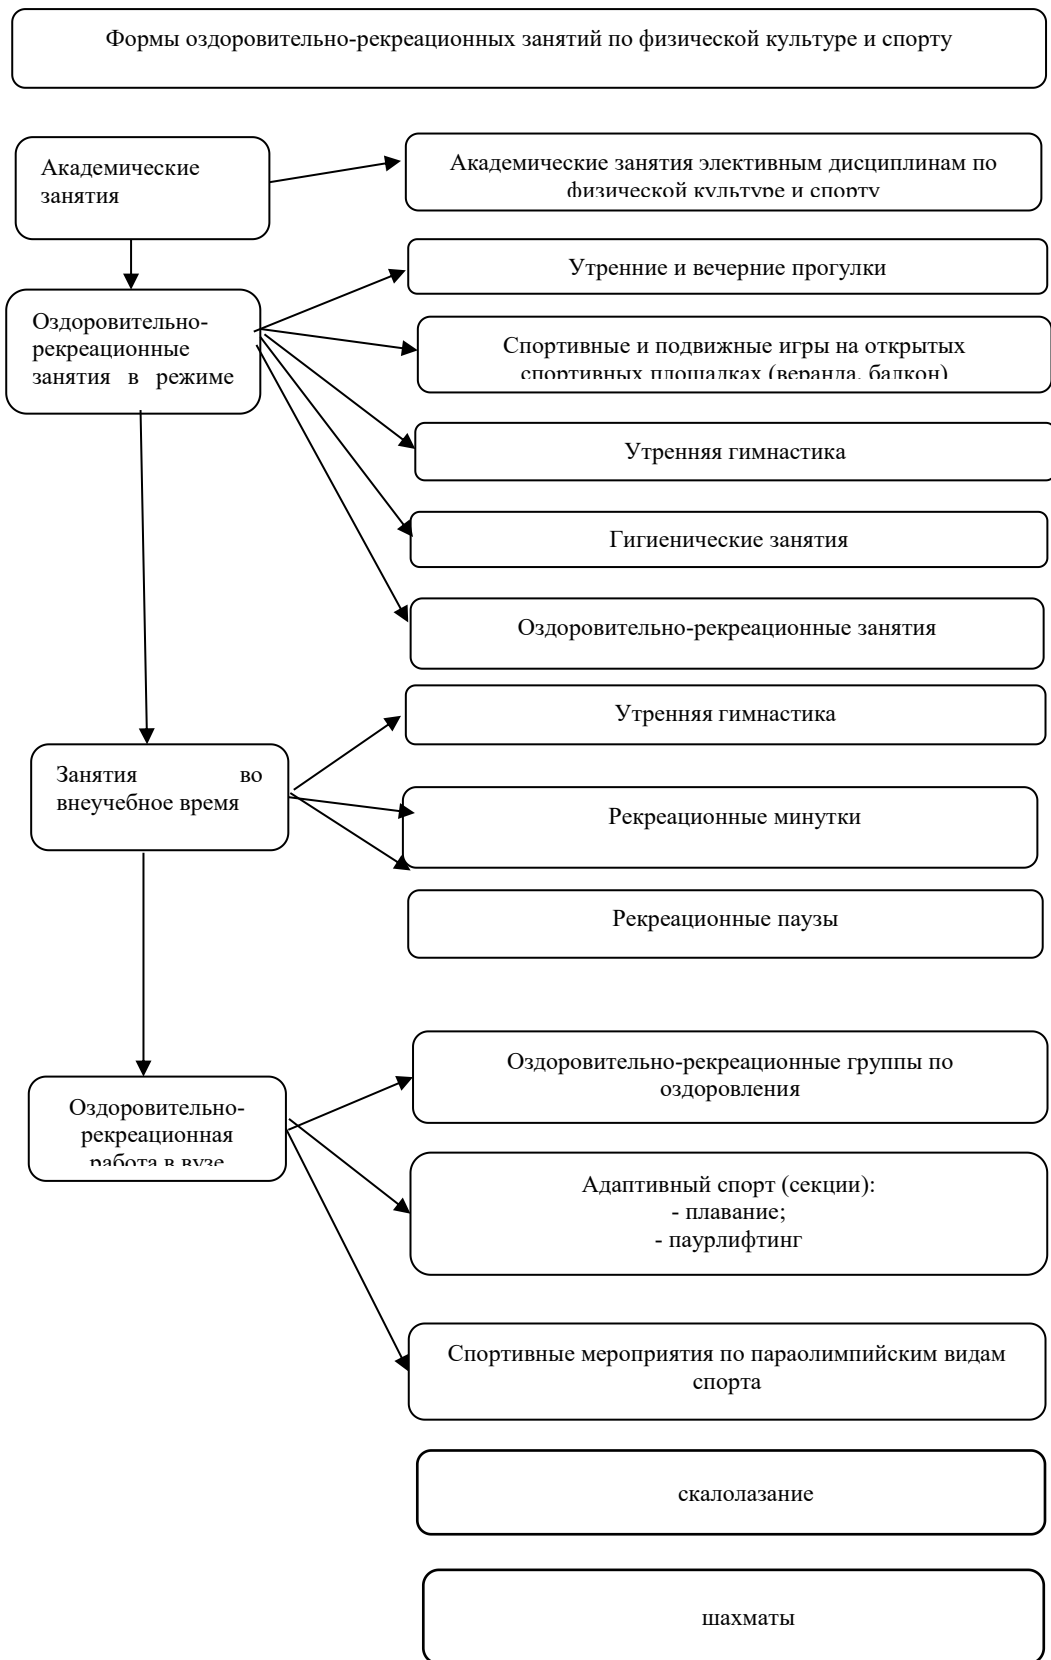 Формы оздоровительно-рекреационных занятий по физической культуре и спорту
Академические
занятия
Академические занятия элективным дисциплинам по
физической культуре и спорту
Утренние и вечерние прогулки
Оздоровительно-
рекреационные
занятия в режиме
Спортивные и подвижные игры на открытых
спортивных площадках (веранда, балкон)
Утренняя гимнастика
Гигиенические занятия
Оздоровительно-рекреационные занятия
Утренняя гимнастика
Занятия во
внеучебное время
Рекреационные минутки
Рекреационные паузы
Оздоровительно-рекреационные группы по
оздоровления
Оздоровительно-
рекреационная
работа в вузе
Адаптивный спорт (секции):
- плавание;
- паурлифтинг
Спортивные мероприятия по параолимпийским видам
спорта
скалолазание
шахматы